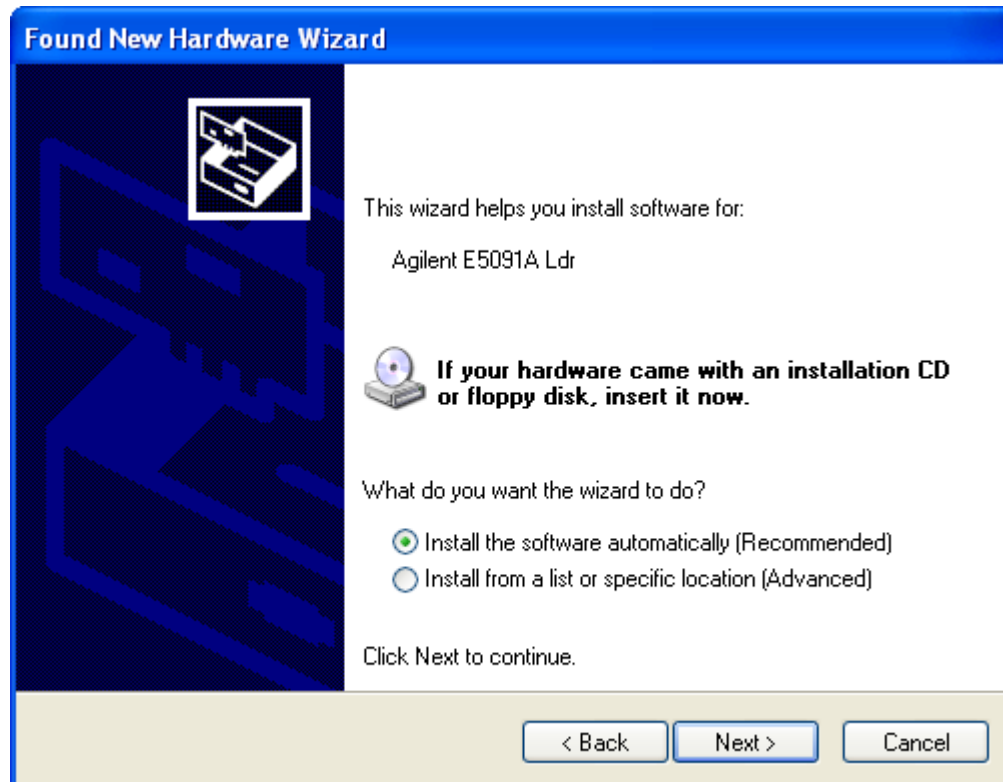 Found New Hardware Wizard
This wizard helps you install software for:
Agilent E5091A Ldr
If your hardware came with an installation CD
or floppy disk, insert it now.
What do you want the wizard to do?
Install the software automatically (Recommended)
Install from a list or specific location (Advanced)
Click Next to continue.
< Back
Next >
Cancel